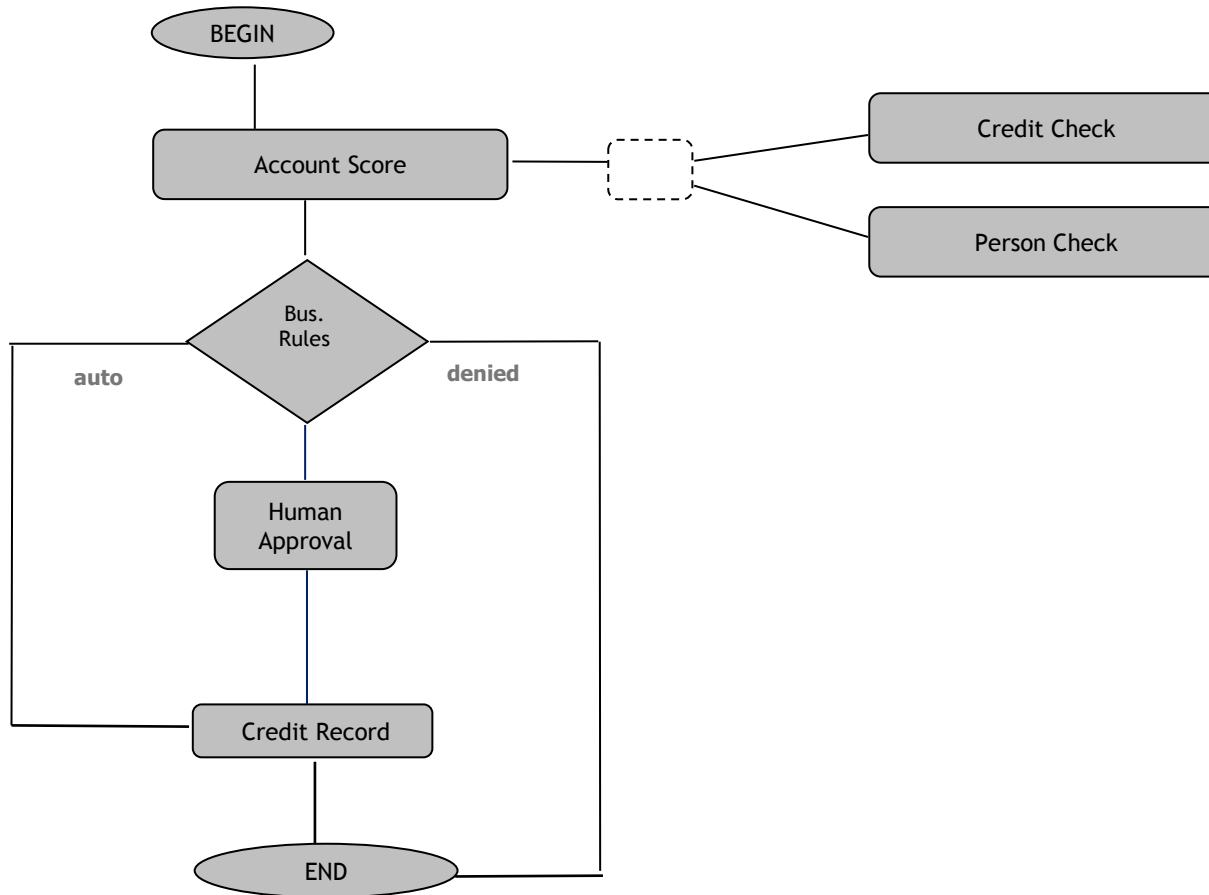 BEGIN
Credit Check
Account Score
Person Check
Bus.
Rules
auto
denied
Human
Approval
Credit Record
END